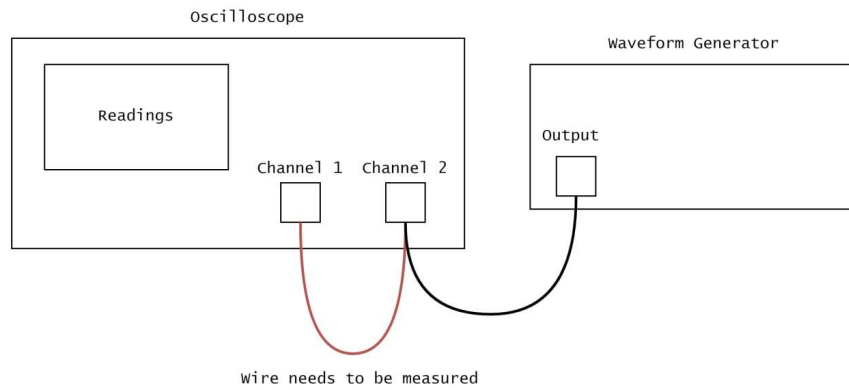 Oscilloscope
Waveform Generator
Readings
Output
Channel 1
Channel 2
Wire needs to be measured